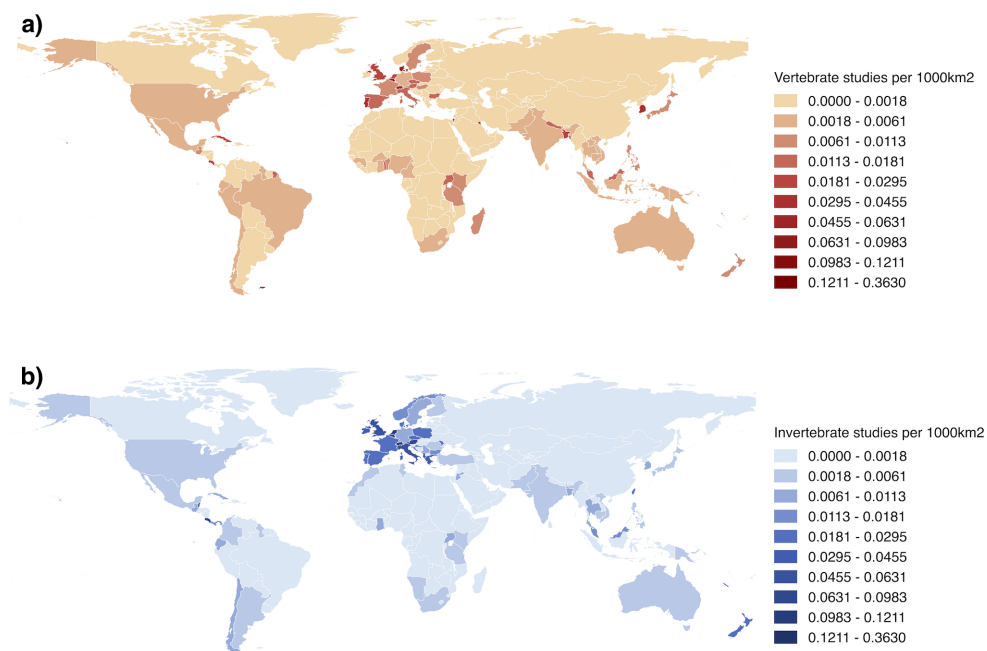 a)
Vertebrate studies per 1000km2
0.0000 - 0.0018
0.0018 - 0.0061
0.0061 - 0.0113
0.0113 - 0.0181
0.0181 - 0.0295
0.0295 - 0.0455
0.0455 - 0.0631
0.0631 - 0.0983
0.0983 - 0.1211
0.1211 - 0.3630
b)
Invertebrate studies per 1000km2
0.0000 - 0.0018
0.0018 - 0.0061
0.0061 - 0.0113
0.0113 - 0.0181
0.0181 - 0.0295
0.0295 - 0.0455
0.0455 - 0.0631
0.0631 - 0.0983
0.0983 - 0.1211
0.1211 - 0.3630